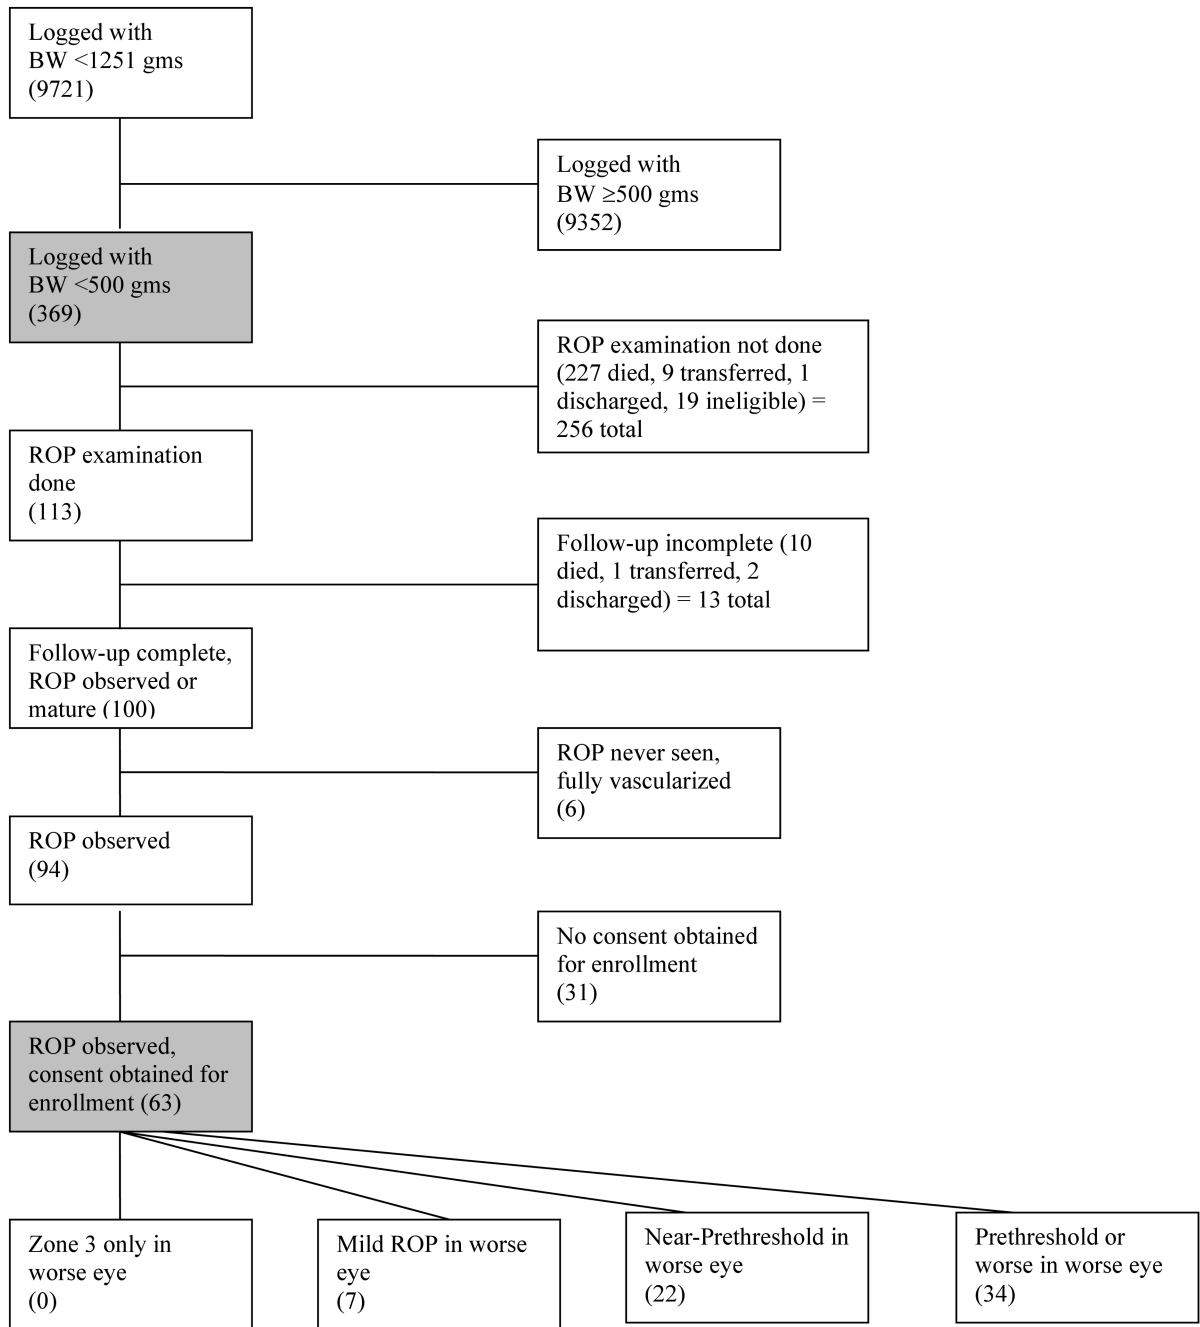 Logged with
BW <1251 gms
(9721)
Logged with
BW ≥500 gms
(9352)
Logged with
BW <500 gms
(369)
ROP examination not done
(227 died, 9 transferred, 1
discharged, 19 ineligible) =
256 total
ROP examination
done
(113)
Follow-up incomplete (10
died, 1 transferred, 2
discharged) = 13 total
Follow-up complete,
ROP observed or
mature (100)
ROP never seen,
fully vascularized
(6)
ROP observed
(94)
No consent obtained
for enrollment
(31)
ROP observed,
consent obtained for
enrollment (63)
Zone 3 only in
worse eye
(0)
Mild ROP in worse
eye
(7)
Near-Prethreshold in
worse eye
(22)
Prethreshold or
worse in worse eye
(34)